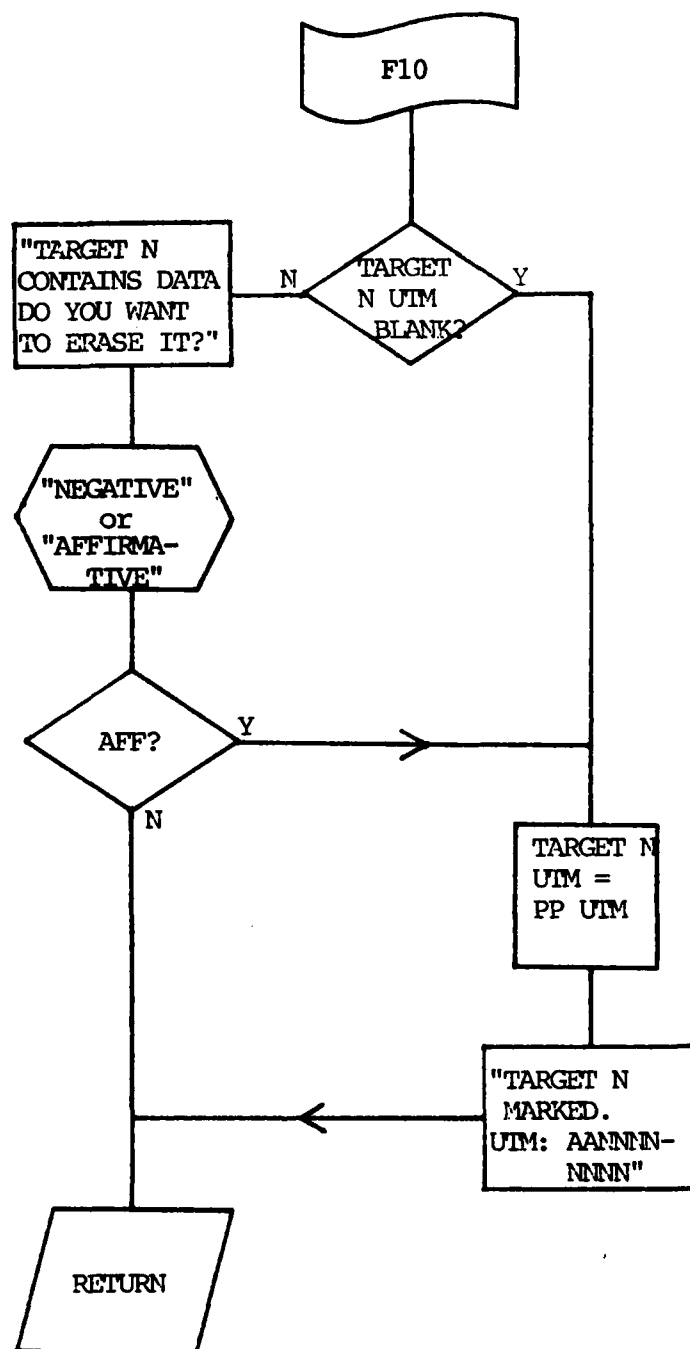 F10
TARGET
N UTM
BLANK?
N
Y
"TARGET N
CONTAINS DATA
DO YOU WANT
TO ERASE IT?"
"NEGATIVE"
or
"AFFIRMA-
TIVE"
AFF?
Y
N
TARGET N
UTM =
PP UTM
"TARGET N
MARKED.
UTM: AANNNN-
NNNN"
RETURN